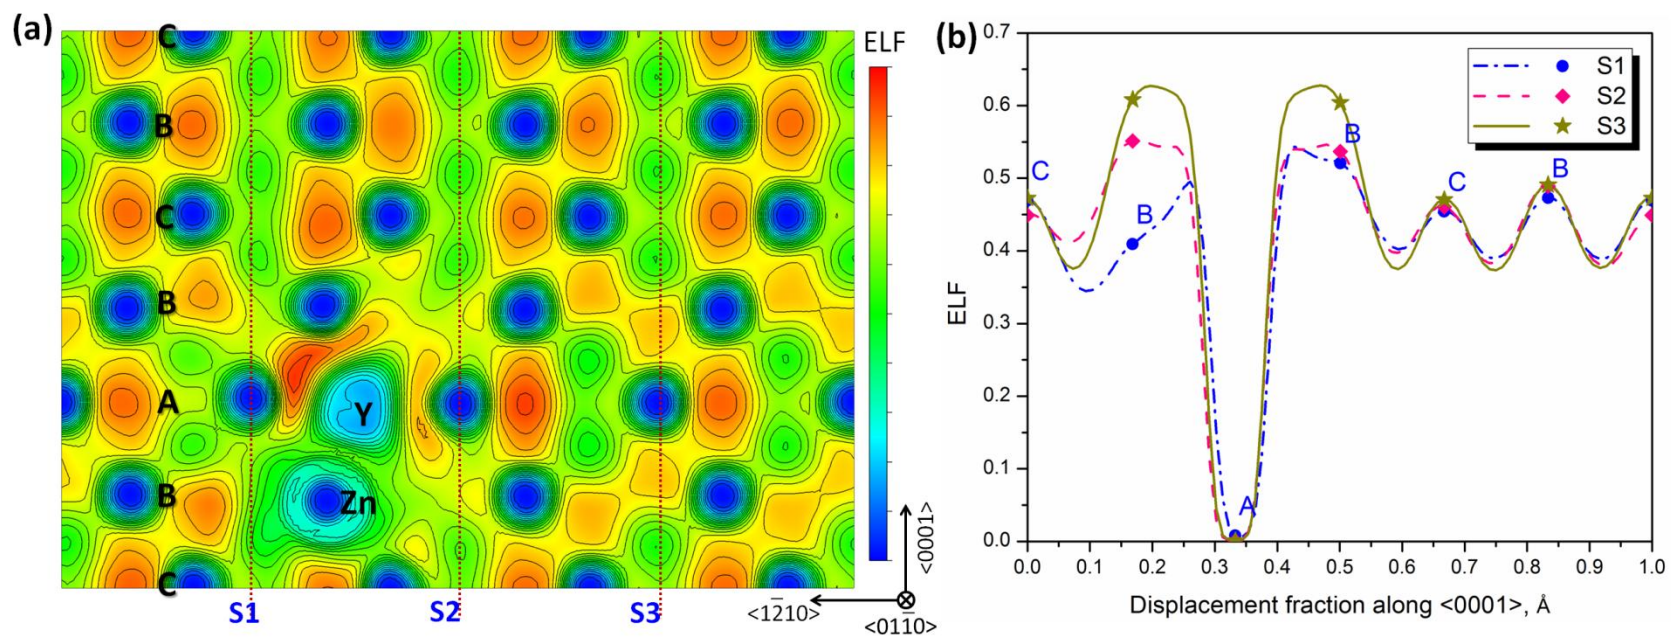 (a)
C
B
C
B
A
Y
B
Zn
C
S1
S2
S3
ELF
<0001>
<1̅210>
<011̅0>
(b)
0.7
0.6
0.5
0.4
0.3
0.2
0.1
0.0
ELF
S1
S2
S3
C
B
B
C
B
A
0.0 0.1 0.2 0.3 0.4 0.5 0.6 0.7 0.8 0.9 1.0
Displacement fraction along <0001>, Å